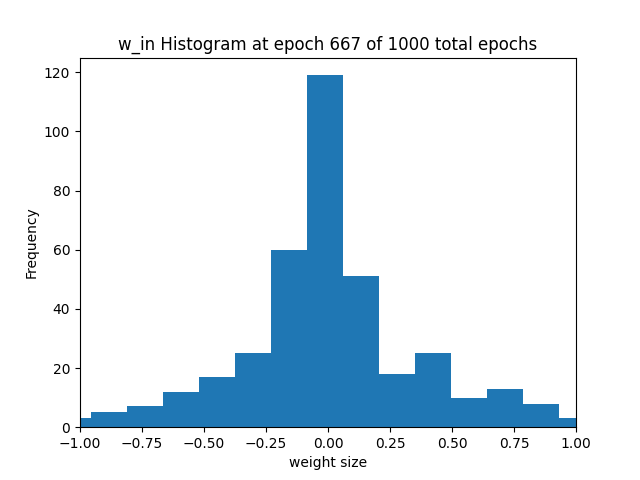 w_in Histogram at epoch 667 of 1000 total epochs
120
100
80
60
40
20
0
Frequency
−1.00 −0.75 −0.50 −0.25 0.00 0.25 0.50 0.75 1.00
weight size